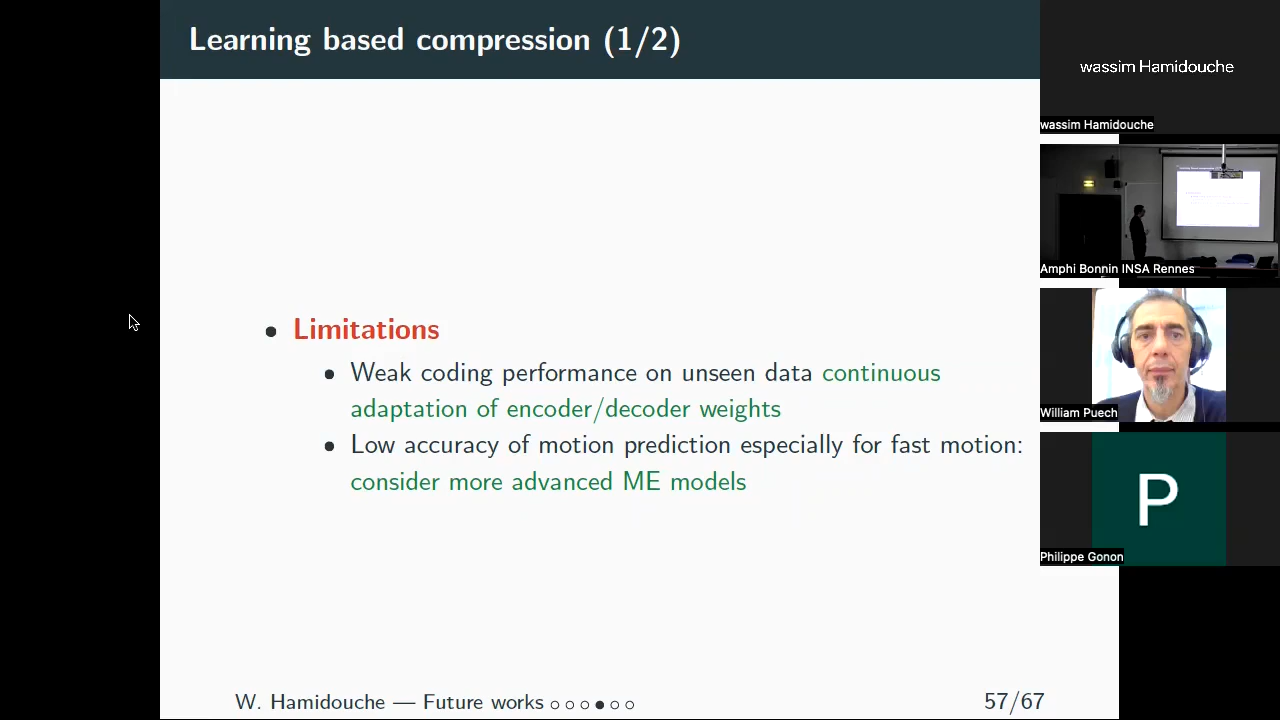 Learning based compression (1/2)
• Limitations
• Weak coding performance on unseen data continuous
adaptation of encoder/decoder weights
• Low accuracy of motion prediction especially for fast motion:
consider more advanced ME models
W. Hamidouche — Future works
57/67
wassim Hamidouche
wassim Hamidouche
Amphi Bonnin INSA Rennes
William Puech
P
Philippe Gonon